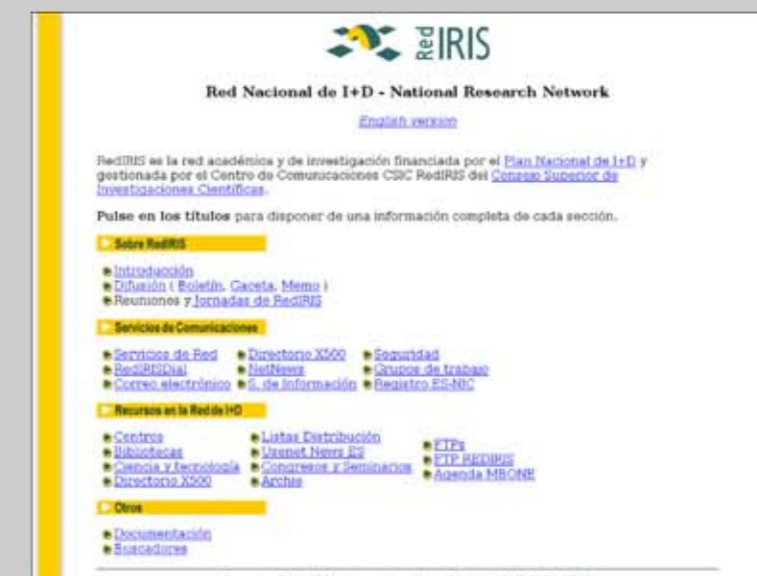 Red IRIS
Red Nacional de I+D - National Research Network
English version
RedIRIS es la red académica y de investigación financiada por el Plan Nacional de I+D y
gestionada por el Centro de Comunicaciones CSIC RedIRIS del Consejo Superior de
Investigaciones Científicas.
Pulse en los títulos para disponer de una información completa de cada sección.
Sobre RedIRIS
Introducción
Difusión ( Boletín, Gaceta, Memo )
Reuniones y Jornadas de RedIRIS
Servicios de Comunicaciones
Servicios de Red Directorio X500 Seguridad
RedIRISDial NetNews Grupos de trabajo
Correo electrónico S. de Información Registro ES-NIC
Recursos en la Red de I+D
Centros Listas Distribución FTPs
Bibliotecas Usenet News ES FTP REDIRIS
Ciencia y tecnología Congresos y Seminarios Agenda MBONE
Directorio X500 Archie
Otros
Documentación
Buscadores